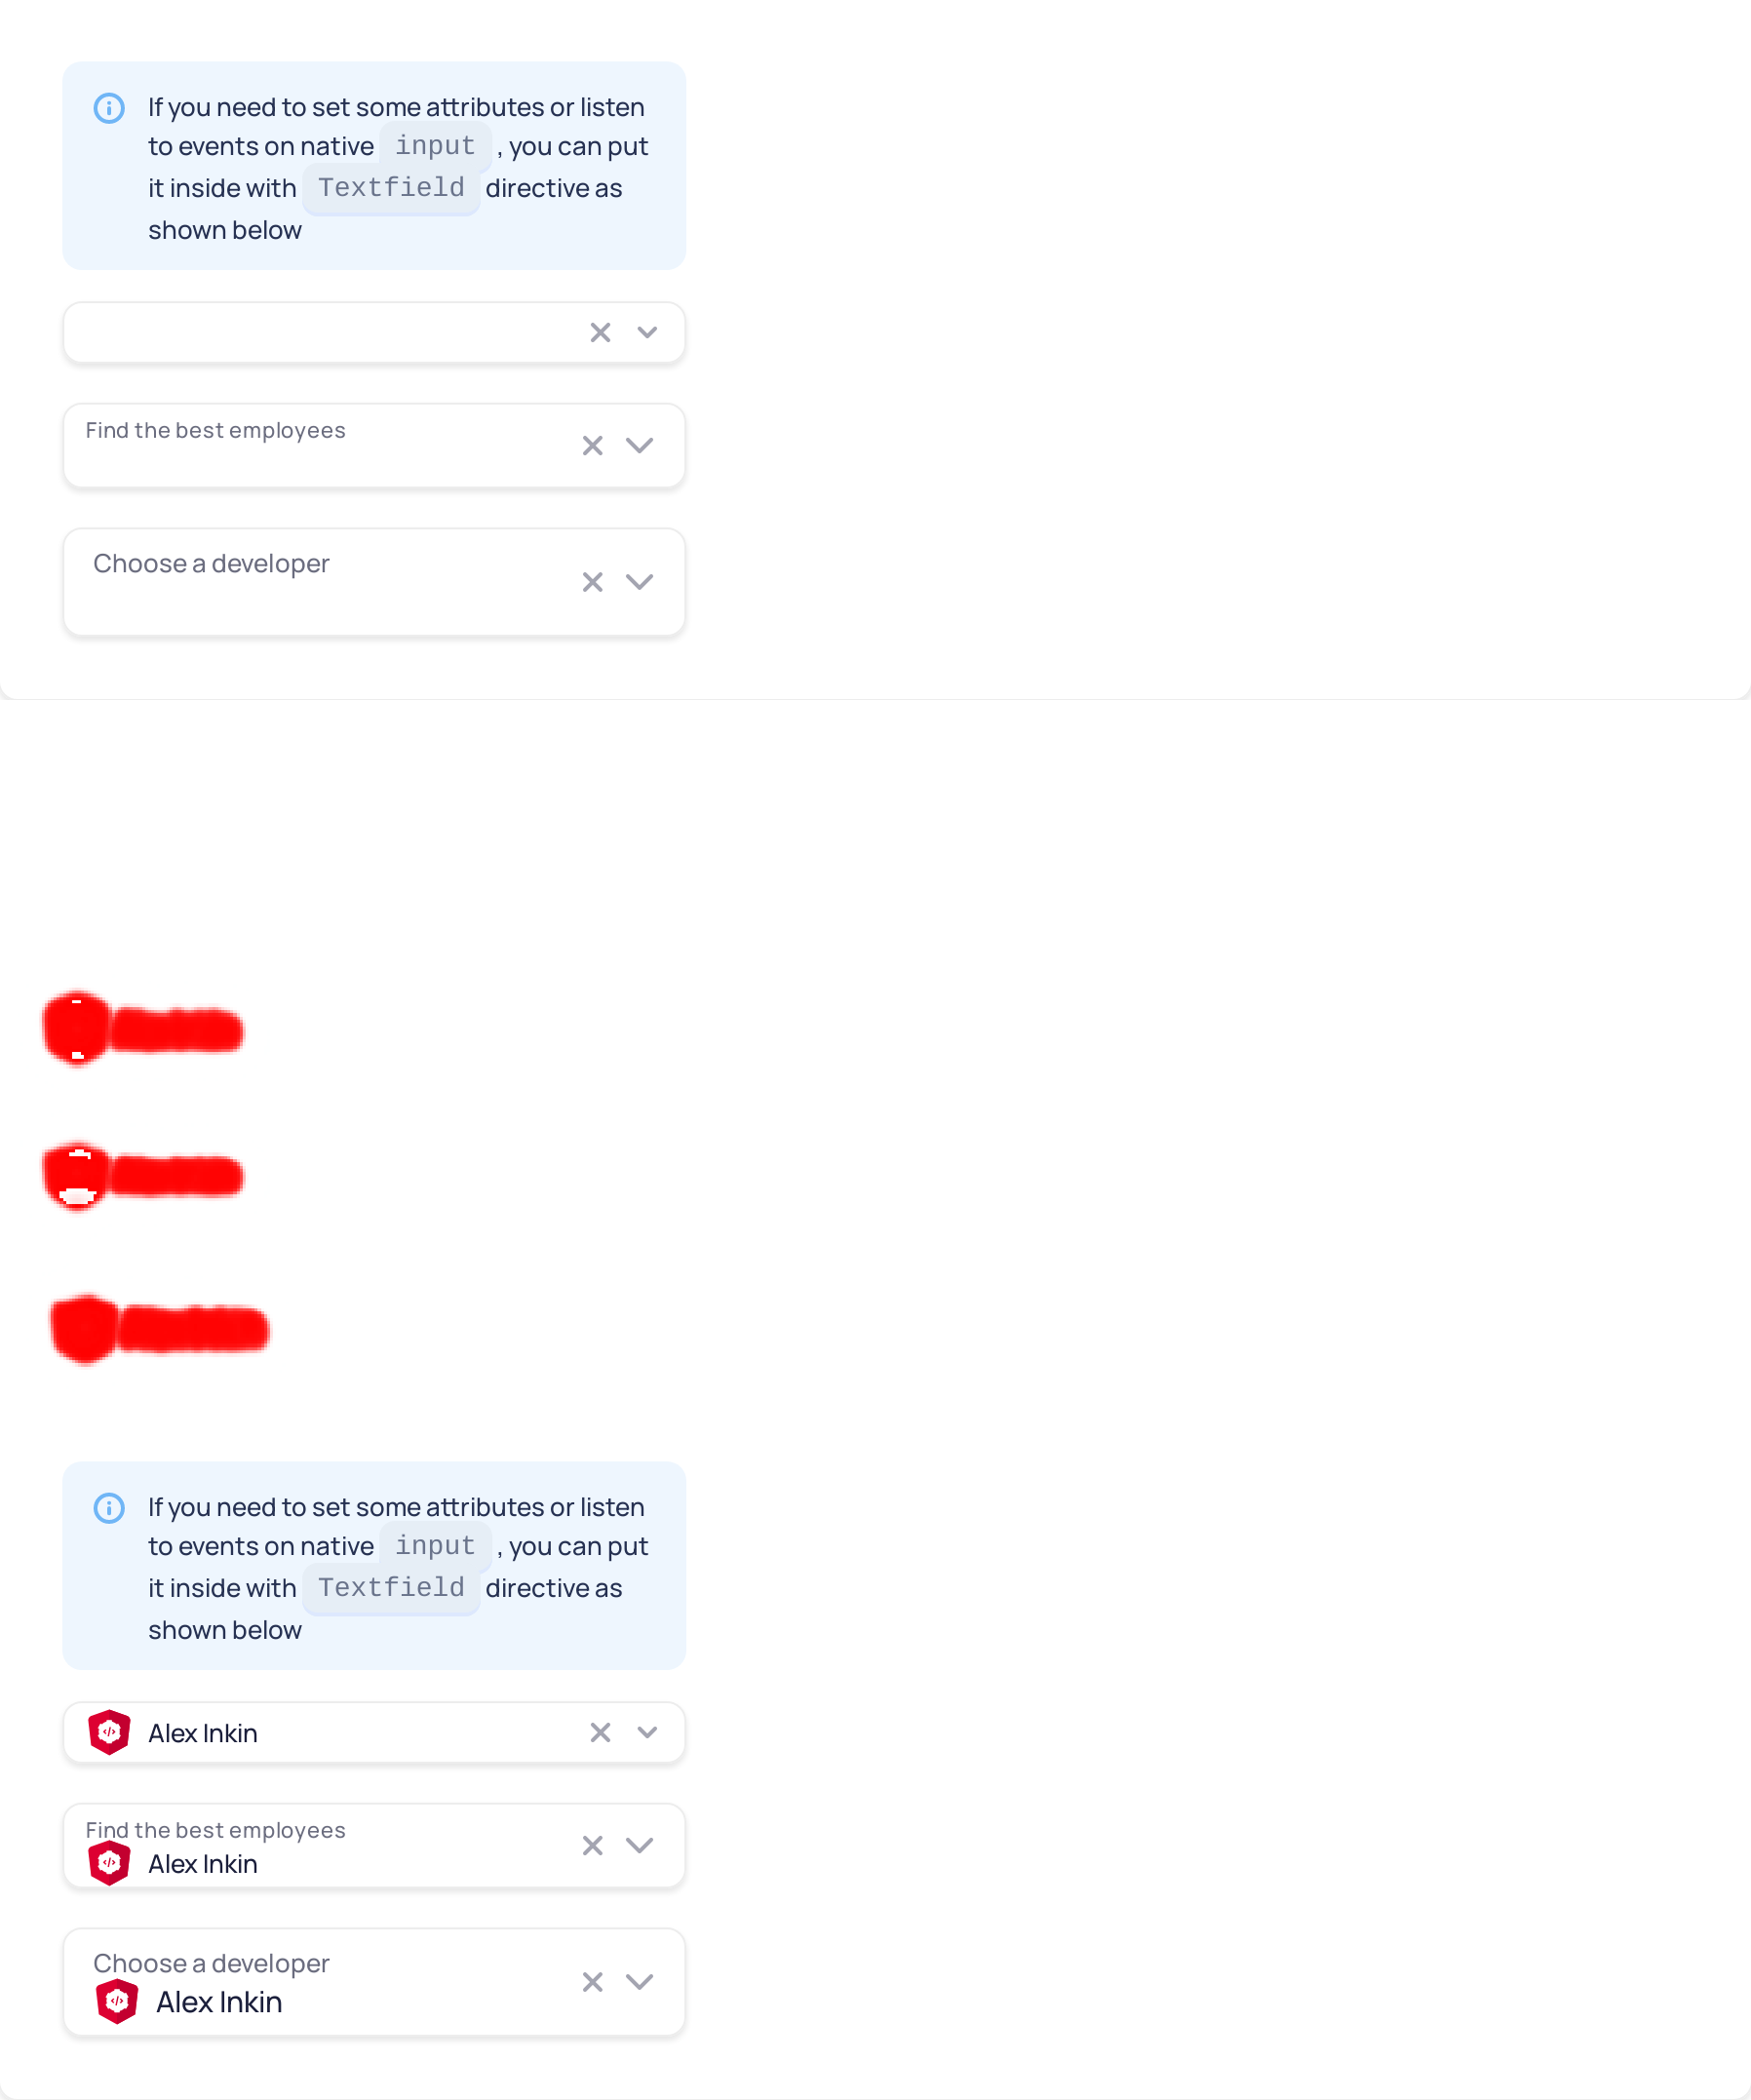 If you need to set some attributes or listen
to events on native input , you can put
it inside with Textfield directive as
shown below
Find the best employees
Choose a developer
If you need to set some attributes or listen
to events on native input , you can put
it inside with Textfield directive as
shown below
Alex Inkin
Find the best employees
Alex Inkin
Choose a developer
Alex Inkin